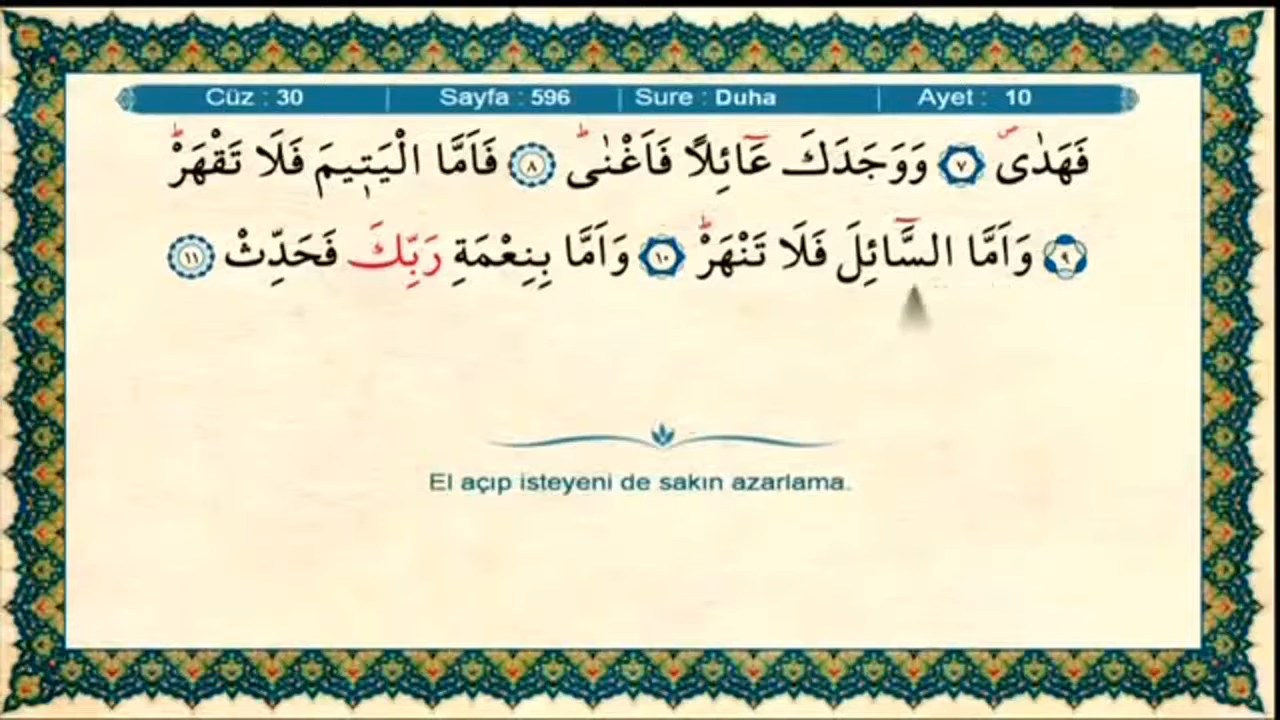 Cüz : 30 | Sayfa : 596 | Sure : Duha | Ayet : 10
فَهَدٰىۖ ﴿٧﴾ وَوَجَدَكَ عَٓائِلًا فَاَغْنٰىۜ ﴿٨﴾ فَاَمَّا الْيَت۪يمَ فَلَا تَقْهَرْۜ
﴿٩﴾ وَاَمَّا السَّٓائِلَ فَلَا تَنْهَرْۜ ﴿١٠﴾ وَاَمَّا بِنِعْمَةِ رَبِّكَ فَحَدِّثْ ﴿١١﴾
El açıp isteyeni de sakın azarlama.